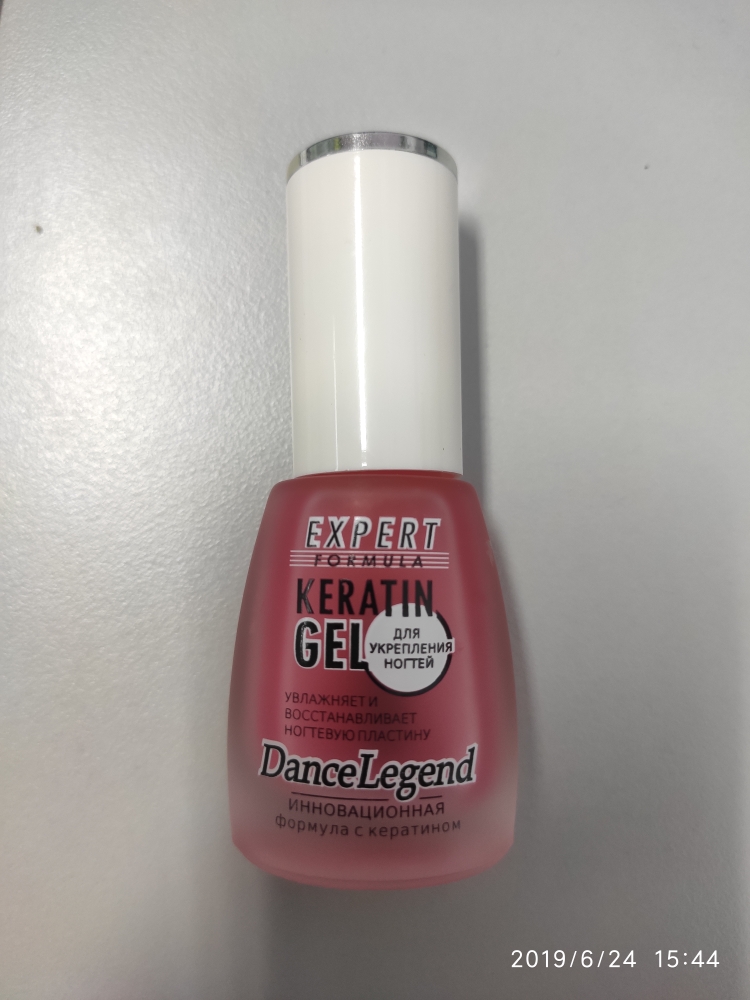 EXPERT
FORMULA
KERATIN
GEL
ДЛЯ
УКРЕПЛЕНИЯ
НОГТЕЙ
УВЛАЖНЯЕТ И
ВОССТАНАВЛИВАЕТ
НОГТЕВУЮ ПЛАСТИНУ
DanceLegend
ИННОВАЦИОННАЯ
формула с кератином
2019/6/24 15:44